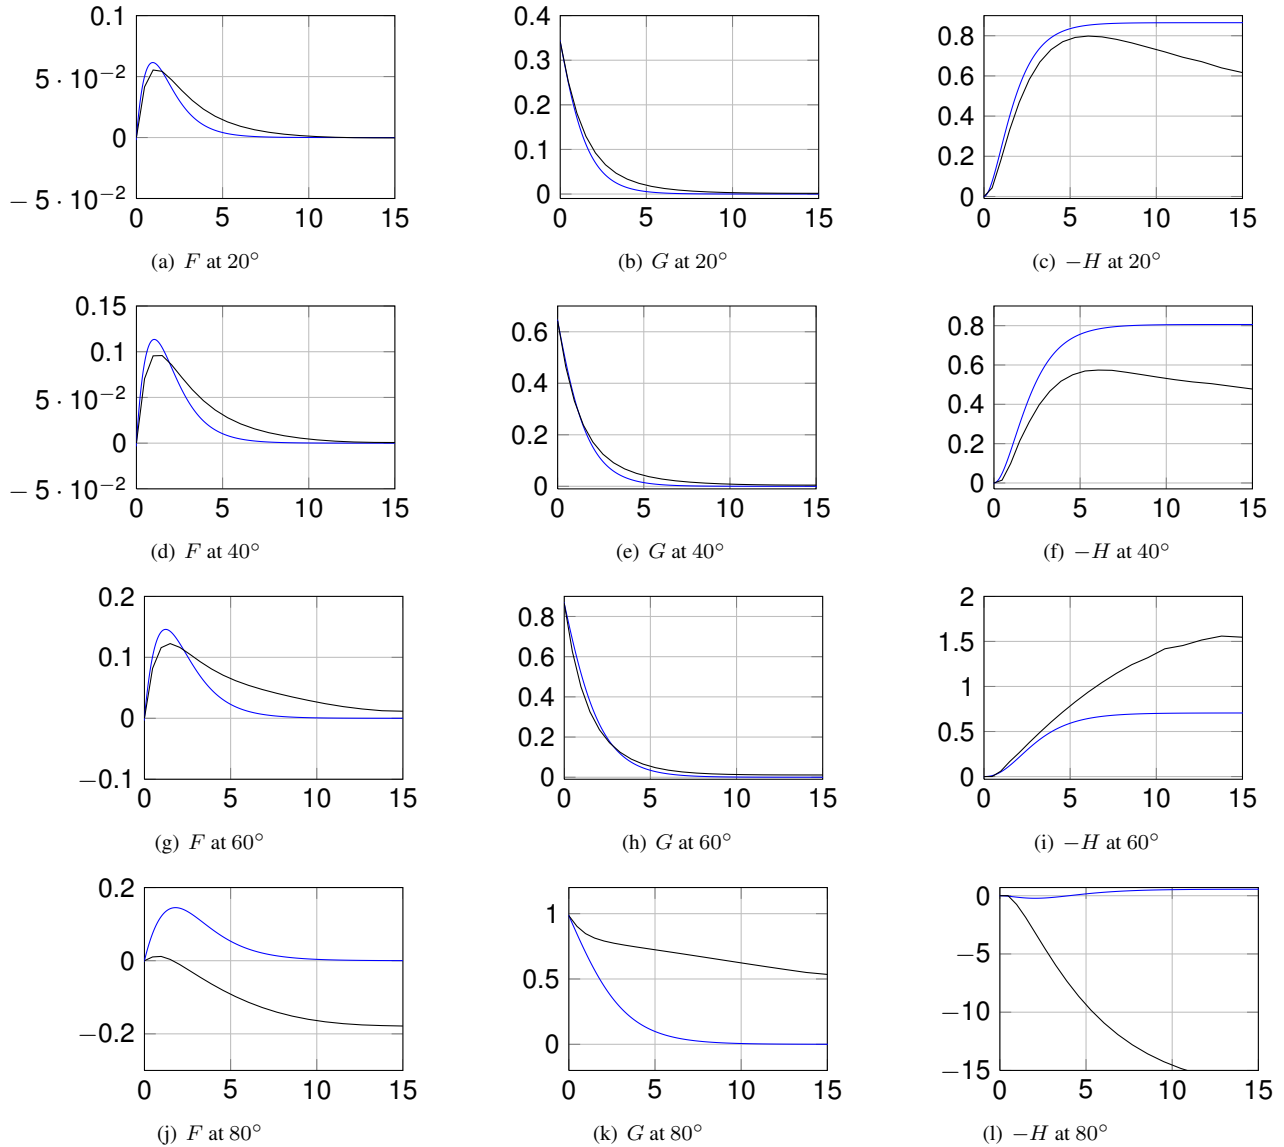 0.1
5 · 10⁻²
0
− 5 · 10⁻²
0 5 10 15
(a) F at 20°
0.4
0.3
0.2
0.1
0
0 5 10 15
(b) G at 20°
0.8
0.6
0.4
0.2
0
0 5 10 15
(c) −H at 20°
0.15
0.1
5 · 10⁻²
0
− 5 · 10⁻²
0 5 10 15
(d) F at 40°
0.6
0.4
0.2
0
0 5 10 15
(e) G at 40°
0.8
0.6
0.4
0.2
0
0 5 10 15
(f) −H at 40°
0.2
0.1
0
−0.1
0 5 10 15
(g) F at 60°
0.8
0.6
0.4
0.2
0
0 5 10 15
(h) G at 60°
2
1.5
1
0.5
0
0 5 10 15
(i) −H at 60°
0.2
0
−0.2
0 5 10 15
(j) F at 80°
1
0.5
0
0 5 10 15
(k) G at 80°
0
−5
−10
−15
0 5 10 15
(l) −H at 80°